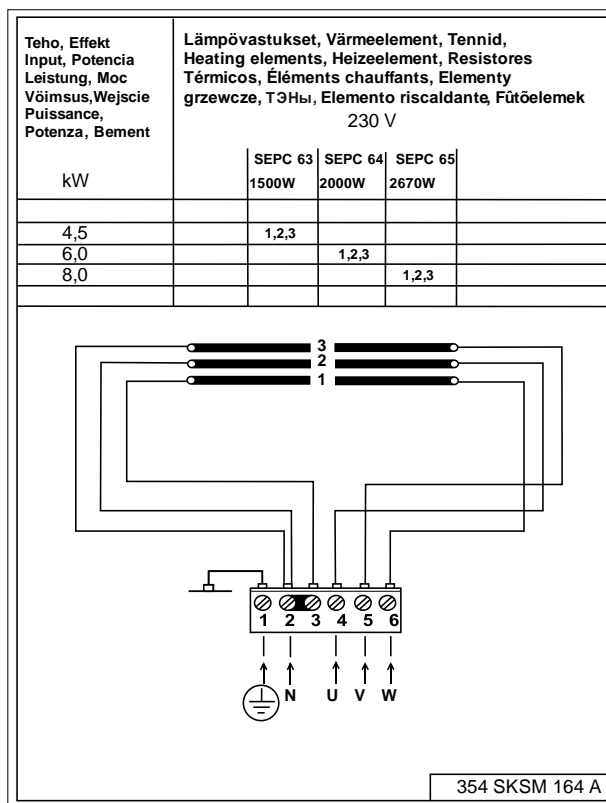 Teho, Effekt
Input, Potencia
Leistung, Moc
Vöimsus,Wejscie
Puissance,
Potenza, Bement
Lämpövastukset, Värmeelement, Tennid,
Heating elements, Heizeelement, Resistores
Térmicos, Éléments chauffants, Elementy
grzewcze, ТЭНы, Elemento riscaldante, Fûtõelemek
230 V
kW
SEPC 63 SEPC 64 SEPC 65
1500W 2000W 2670W
4,5 1,2,3
6,0 1,2,3
8,0 1,2,3
3
2
1
1 2 3 4 5 6
N U V W
354 SKSM 164 A